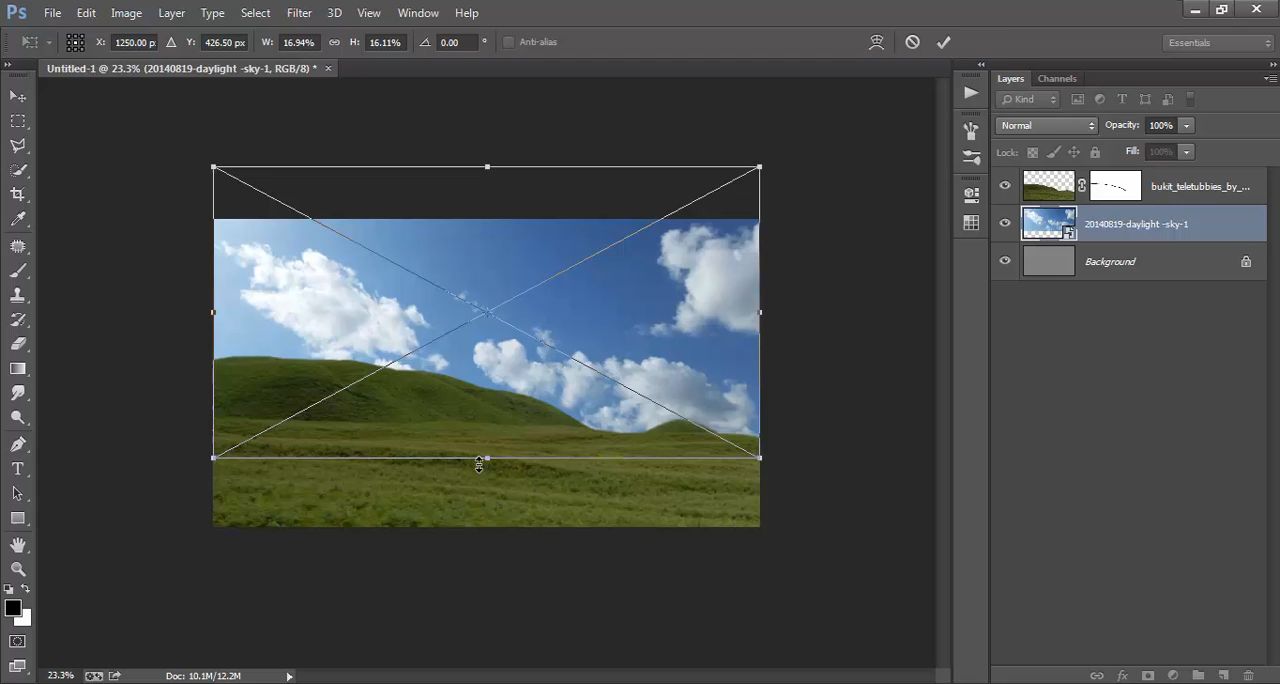 Ps File Edit Image Layer Type Select Filter 3D View Window Help
X: 1250.00 px Y: 426.50 px W: 16.94% H: 16.11% 0.00 ° Anti-alias Essentials
Untitled-1 @ 23.3% (20140819-daylight -sky-1, RGB/8) * ×
Layers Channels
Kind T
Normal Opacity: 100%
Lock: Fill: 100%
bukit_teletubbies_by_...
20140819-daylight -sky-1
Background
T
23.3% Doc: 10.1M/12.2M fx